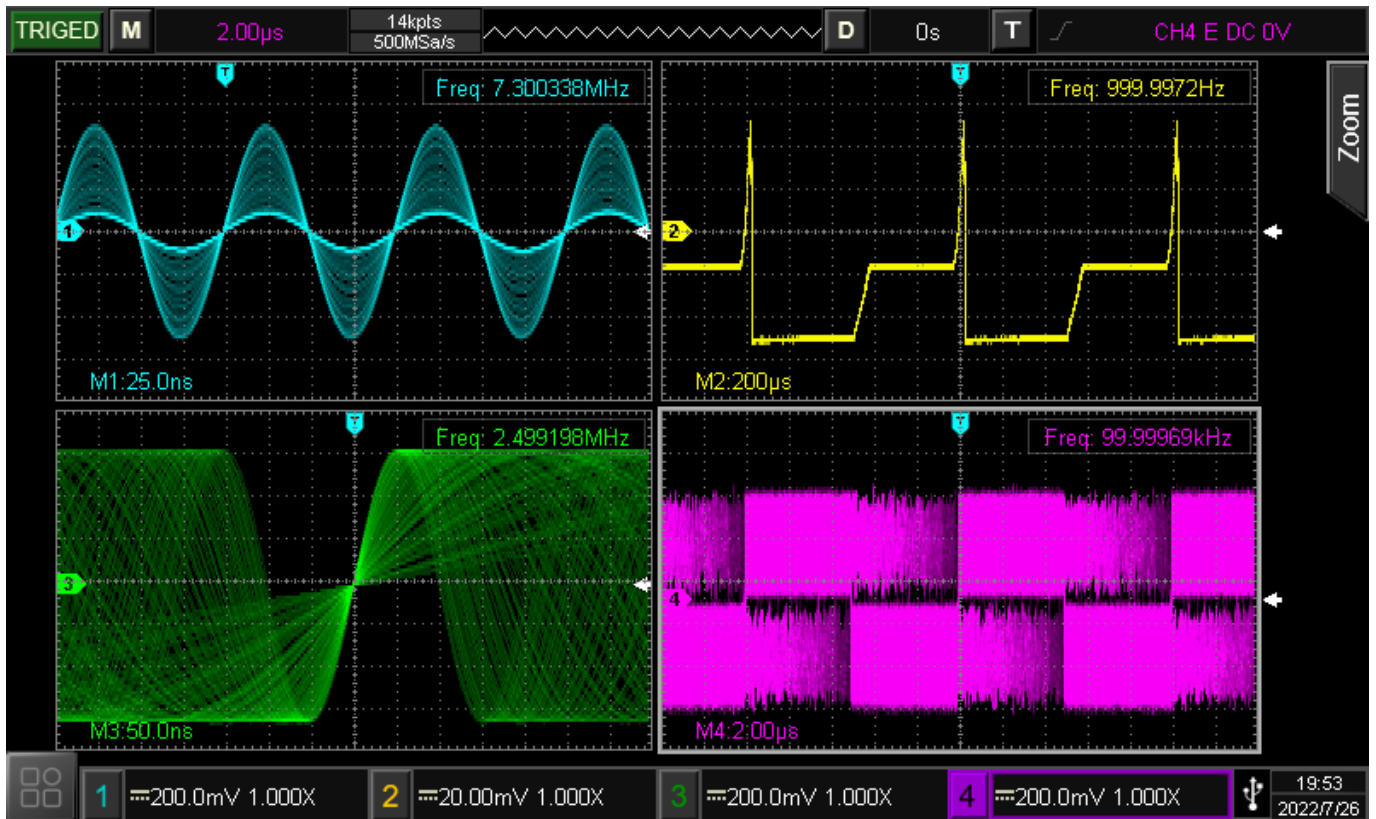 TRIGED M 2.00µs 14kpts D 0s T CH4 E DC 0V
500MSa/s
T T
Freq: 7.300338MHz Freq: 999.9972Hz
Zoom
1 2
M1:25.0ns M2:200µs
T T
Freq: 2.499198MHz Freq: 99.99969kHz
3 4
M3:50.0ns M4:2.00µs
1 200.0mV 1.000X 2 20.00mV 1.000X 3 200.0mV 1.000X 4 200.0mV 1.000X 19:53
2022/7/26